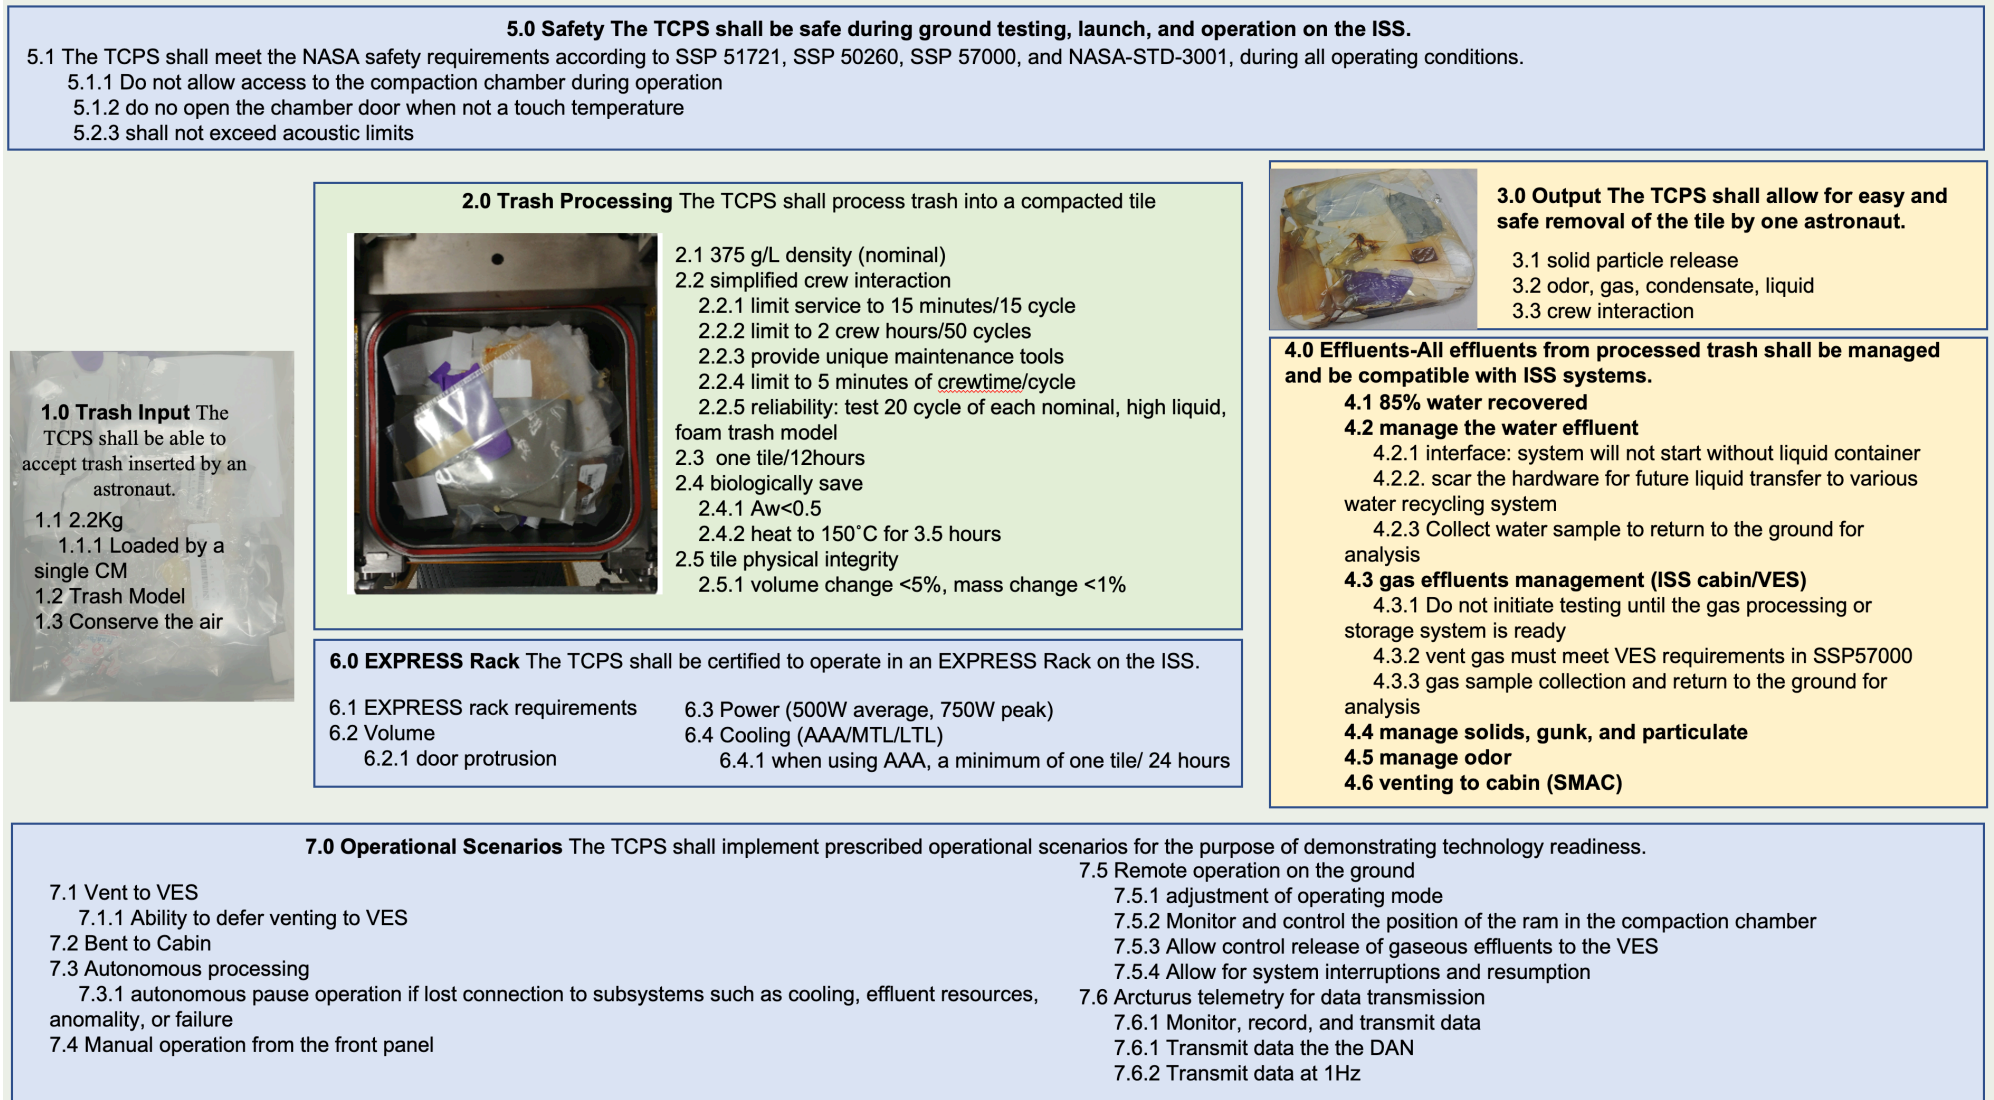 5.0 Safety The TCPS shall be safe during ground testing, launch, and operation on the ISS.
5.1 The TCPS shall meet the NASA safety requirements according to SSP 51721, SSP 50260, SSP 57000, and NASA-STD-3001, during all operating conditions.
5.1.1 Do not allow access to the compaction chamber during operation
5.1.2 do no open the chamber door when not a touch temperature
5.2.3 shall not exceed acoustic limits
1.0 Trash Input The
TCPS shall be able to
accept trash inserted by an
astronaut.
1.1 2.2Kg
1.1.1 Loaded by a
single CM
1.2 Trash Model
1.3 Conserve the air
2.0 Trash Processing The TCPS shall process trash into a compacted tile
2.1 375 g/L density (nominal)
2.2 simplified crew interaction
2.2.1 limit service to 15 minutes/15 cycle
2.2.2 limit to 2 crew hours/50 cycles
2.2.3 provide unique maintenance tools
2.2.4 limit to 5 minutes of crewtime/cycle
2.2.5 reliability: test 20 cycle of each nominal, high liquid,
foam trash model
2.3 one tile/12hours
2.4 biologically save
2.4.1 Aw<0.5
2.4.2 heat to 150˚C for 3.5 hours
2.5 tile physical integrity
2.5.1 volume change <5%, mass change <1%
6.0 EXPRESS Rack The TCPS shall be certified to operate in an EXPRESS Rack on the ISS.
6.1 EXPRESS rack requirements
6.2 Volume
6.2.1 door protrusion
6.3 Power (500W average, 750W peak)
6.4 Cooling (AAA/MTL/LTL)
6.4.1 when using AAA, a minimum of one tile/ 24 hours
3.0 Output The TCPS shall allow for easy and
safe removal of the tile by one astronaut.
3.1 solid particle release
3.2 odor, gas, condensate, liquid
3.3 crew interaction
4.0 Effluents-All effluents from processed trash shall be managed
and be compatible with ISS systems.
4.1 85% water recovered
4.2 manage the water effluent
4.2.1 interface: system will not start without liquid container
4.2.2. scar the hardware for future liquid transfer to various
water recycling system
4.2.3 Collect water sample to return to the ground for
analysis
4.3 gas effluents management (ISS cabin/VES)
4.3.1 Do not initiate testing until the gas processing or
storage system is ready
4.3.2 vent gas must meet VES requirements in SSP57000
4.3.3 gas sample collection and return to the ground for
analysis
4.4 manage solids, gunk, and particulate
4.5 manage odor
4.6 venting to cabin (SMAC)
7.0 Operational Scenarios The TCPS shall implement prescribed operational scenarios for the purpose of demonstrating technology readiness.
7.1 Vent to VES
7.1.1 Ability to defer venting to VES
7.2 Bent to Cabin
7.3 Autonomous processing
7.3.1 autonomous pause operation if lost connection to subsystems such as cooling, effluent resources,
anomality, or failure
7.4 Manual operation from the front panel
7.5 Remote operation on the ground
7.5.1 adjustment of operating mode
7.5.2 Monitor and control the position of the ram in the compaction chamber
7.5.3 Allow control release of gaseous effluents to the VES
7.5.4 Allow for system interruptions and resumption
7.6 Arcturus telemetry for data transmission
7.6.1 Monitor, record, and transmit data
7.6.1 Transmit data the the DAN
7.6.2 Transmit data at 1Hz